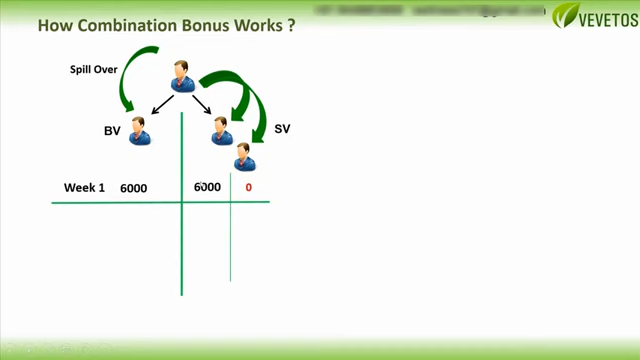 How Combination Bonus Works ?
VEVETOS
Spill Over
BV
SV
Week 1 6000 6000 0